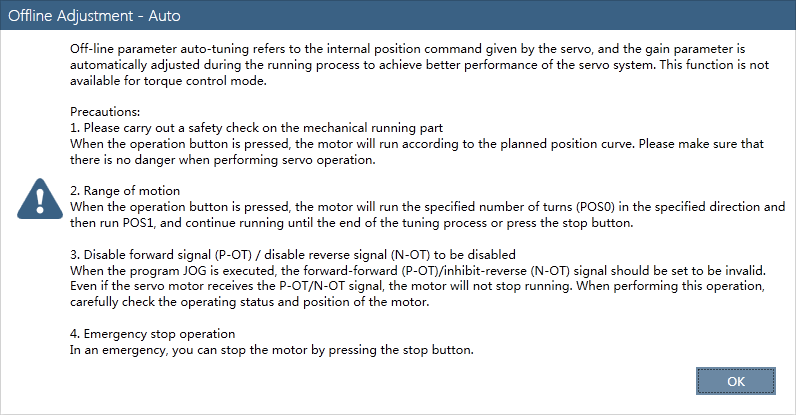 Offline Adjustment - Auto
Off-line parameter auto-tuning refers to the internal position command given by the servo, and the gain parameter is
automatically adjusted during the running process to achieve better performance of the servo system. This function is not
available for torque control mode.
Precautions:
1. Please carry out a safety check on the mechanical running part
When the operation button is pressed, the motor will run according to the planned position curve. Please make sure that
there is no danger when performing servo operation.
2. Range of motion
When the operation button is pressed, the motor will run the specified number of turns (POS0) in the specified direction and
then run POS1, and continue running until the end of the tuning process or press the stop button.
3. Disable forward signal (P-OT) / disable reverse signal (N-OT) to be disabled
When the program JOG is executed, the forward-forward (P-OT)/inhibit-reverse (N-OT) signal should be set to be invalid.
Even if the servo motor receives the P-OT/N-OT signal, the motor will not stop running. When performing this operation,
carefully check the operating status and position of the motor.
4. Emergency stop operation
In an emergency, you can stop the motor by pressing the stop button.
OK